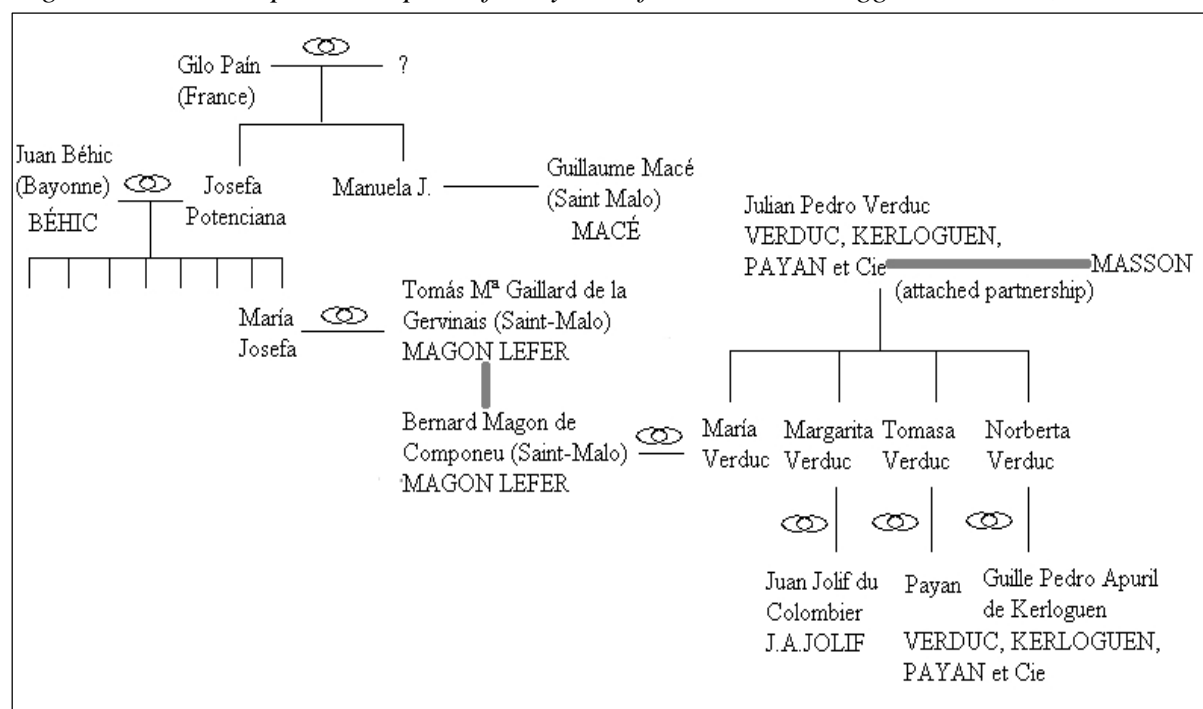 Gilo Paín
(France)
?
Juan Béhic
(Bayonne)
BÉHIC
Josefa
Potenciana
Manuela J.
Guillaume Macé
(Saint Malo)
MACÉ
Julian Pedro Verduc
VERDUC, KERLOGUEN,
PAYAN et Cie
MASSON
(attached partnership)
María
Josefa
Tomás Mª Gaillard de la
Gervinais (Saint-Malo)
MAGON LEFER
Bernard Magon de
Componeu (Saint-Malo)
MAGON LEFER
María
Verduc
Margarita
Verduc
Tomasa
Verduc
Norberta
Verduc
Juan Jolif du
Colombier
J.A.JOLIF
Payan
Guille Pedro Apuril
de Kerloguen
VERDUC, KERLOGUEN,
PAYAN et Cie